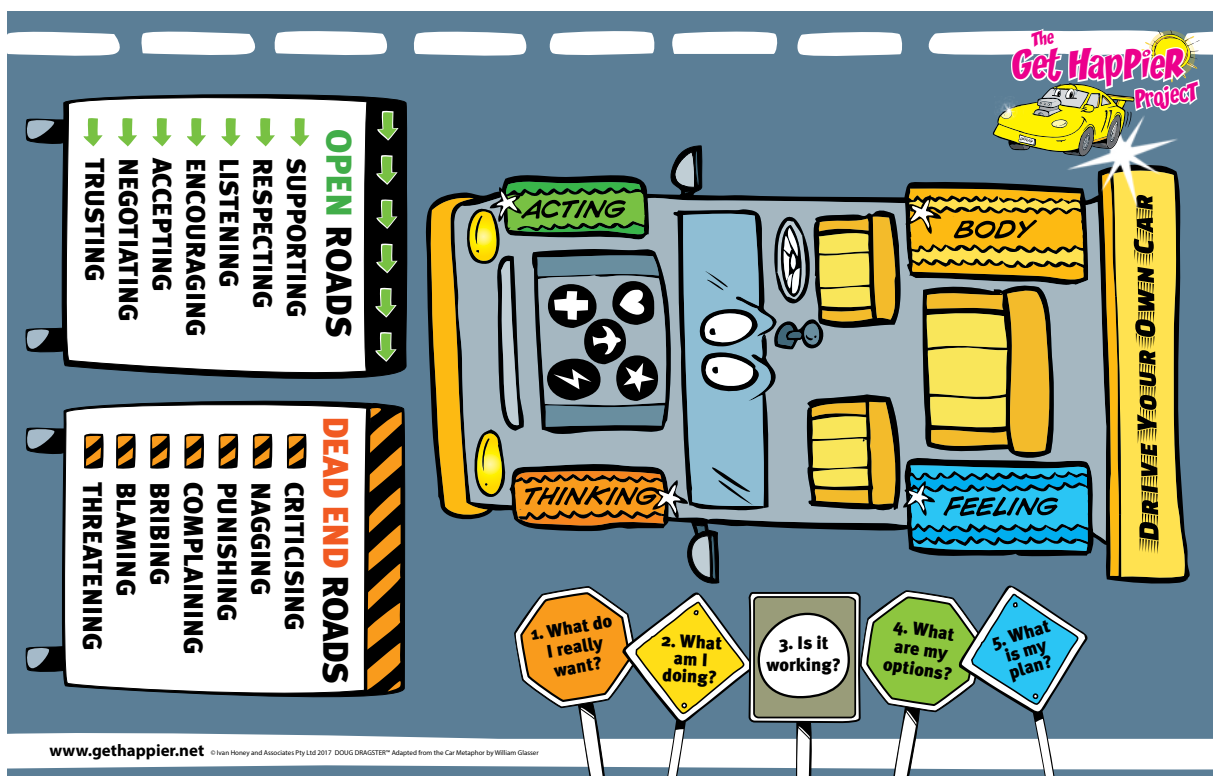 The
Get HapPieR
ProjecT
OPEN ROADS
SUPPORTING
RESPECTING
LISTENING
ENCOURAGING
ACCEPTING
NEGOTIATING
TRUSTING
DEAD END ROADS
CRITICISING
NAGGING
PUNISHING
COMPLAINING
BRIBING
BLAMING
THREATENING
ACTING
BODY
THINKING
FEELING
DRIVE YOUR OWN CAR
1. What do
I really
want?
2. What
am I
doing?
3. Is it
working?
4. What
are my
options?
5. What
is my
plan?
www.gethappier.net © Ivan Honey and Associates Pty Ltd 2017 DOUG DRAGSTER™ Adapted from the Car Metaphor by William Glasser